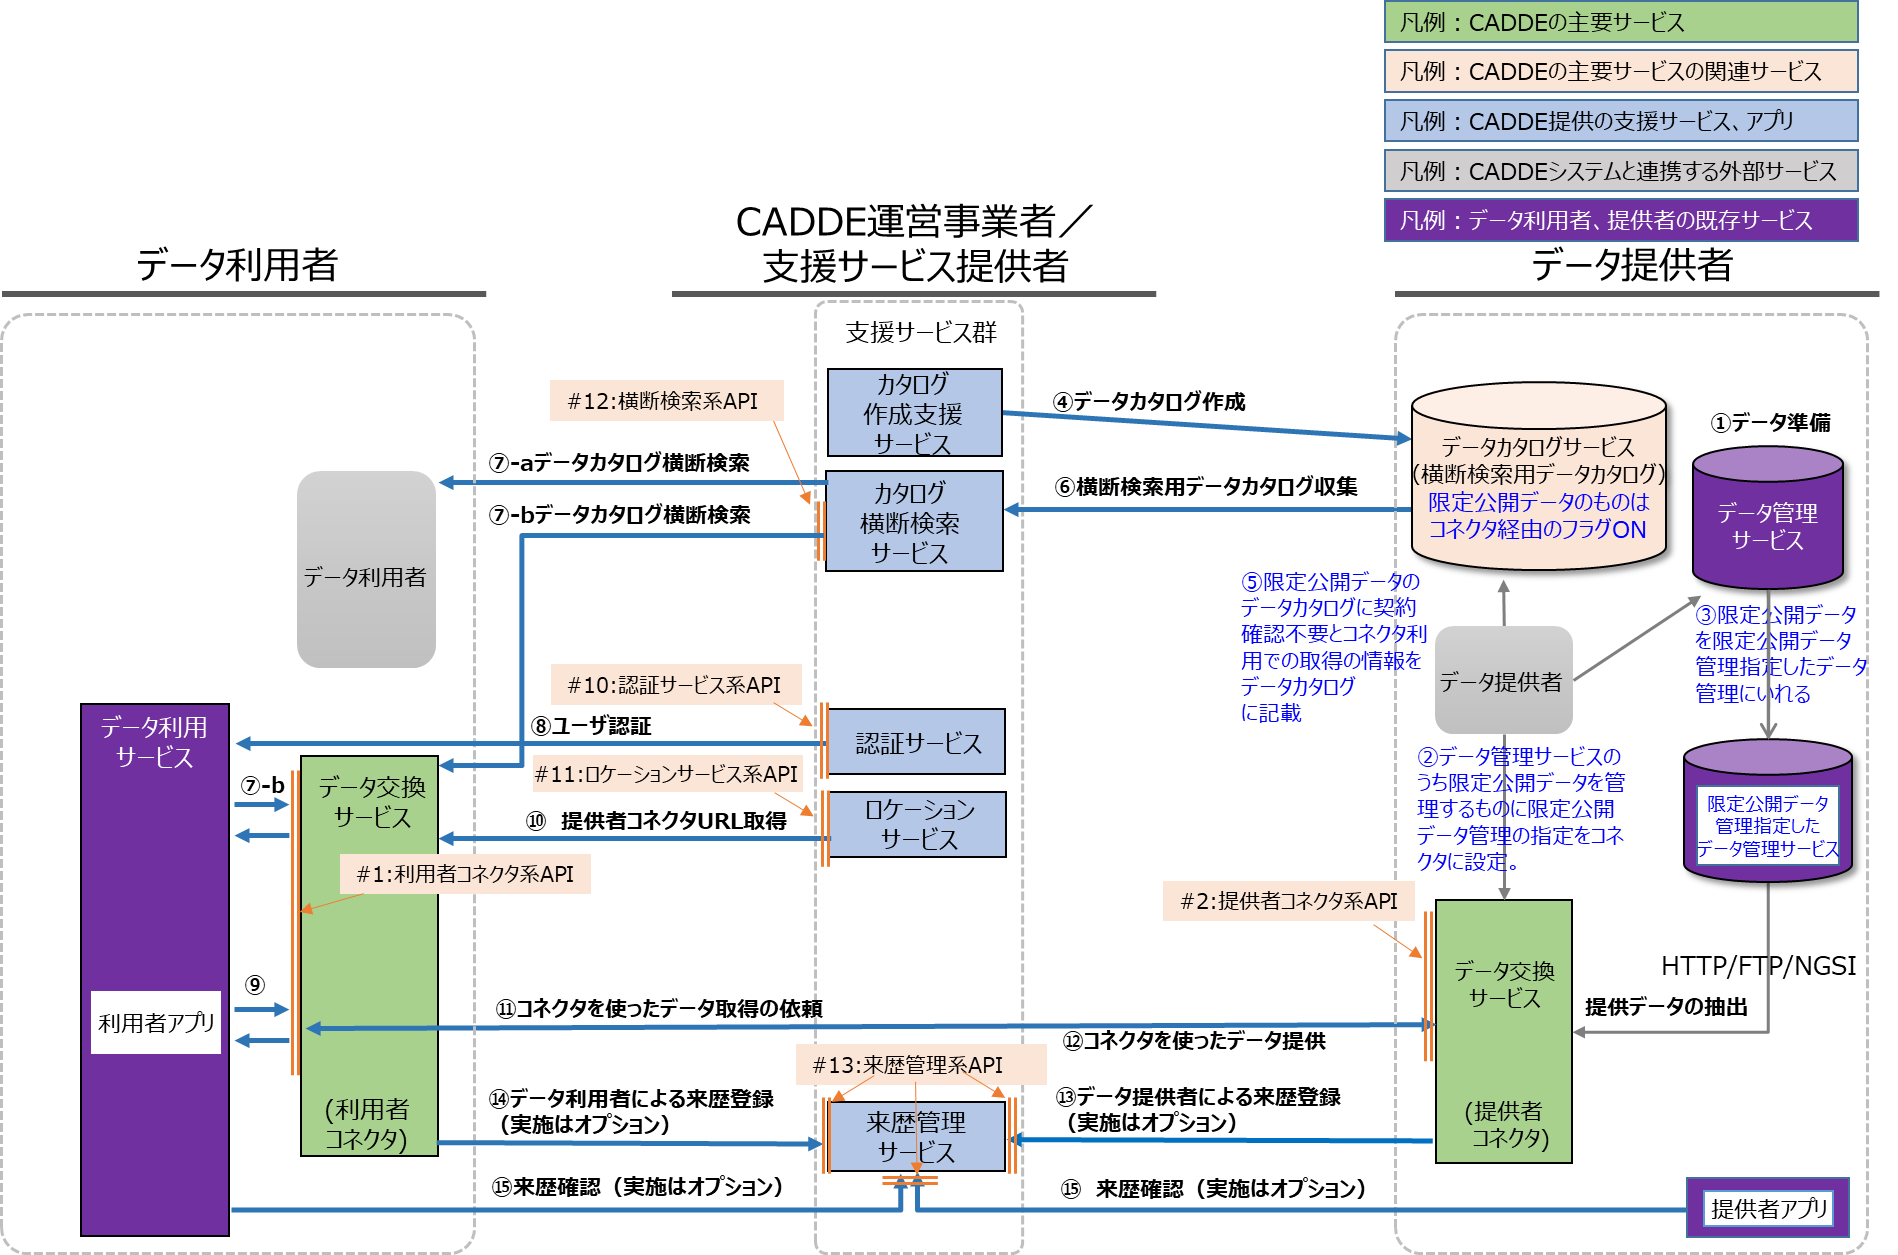 凡例：CADDEの主要サービス
凡例：CADDEの主要サービスの関連サービス
凡例：CADDE提供の支援サービス、アプリ
凡例：CADDEシステムと連携する外部サービス
凡例：データ利用者、提供者の既存サービス
データ利用者
CADDE運営事業者／
支援サービス提供者
データ提供者
支援サービス群
カタログ
作成支援
サービス
#12:横断検索系API
④データカタログ作成
①データ準備
データカタログサービス
(横断検索用データカタログ)
限定公開データのものは
コネクタ経由のフラグON
データ管理
サービス
⑦-aデータカタログ横断検索
⑦-bデータカタログ横断検索
カタログ
横断検索
サービス
⑥横断検索用データカタログ収集
データ利用者
⑤限定公開データの
データカタログに契約
確認不要とコネクタ利
用での取得の情報を
データカタログ
に記載
データ提供者
③限定公開データ
を限定公開データ
管理指定したデータ
管理にいれる
#10:認証サービス系API
⑧ユーザ認証
認証サービス
データ利用
サービス
#11:ロケーションサービス系API
⑦-b
データ交換
サービス
⑩ 提供者コネクタURL取得
ロケーション
サービス
②データ管理サービスの
うち限定公開データを管
理するものに限定公開
データ管理の指定をコネ
クタに設定。
限定公開データ
管理指定した
データ管理サービス
#1:利用者コネクタ系API
#2:提供者コネクタ系API
HTTP/FTP/NGSI
データ交換
サービス
提供データの抽出
⑨
利用者アプリ
⑪コネクタを使ったデータ取得の依頼
⑫コネクタを使ったデータ提供
#13:来歴管理系API
(利用者
コネクタ)
⑭データ利用者による来歴登録
（実施はオプション）
来歴管理
サービス
⑬データ提供者による来歴登録
（実施はオプション）
(提供者
コネクタ)
⑮来歴確認（実施はオプション）
⑮ 来歴確認（実施はオプション）
提供者アプリ